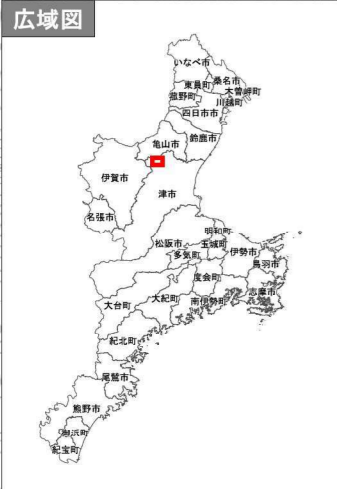 広域図
いなべ市
東員町
桑名市
木曽岬町
菰野町
川越町
四日市市
鈴鹿市
亀山市
伊賀市
津市
名張市
明和町
松阪市
玉城町
伊勢市
多気町
鳥羽市
度会町
志摩市
大台町
大紀町
南伊勢町
紀北町
尾鷲市
熊野市
御浜町
紀宝町